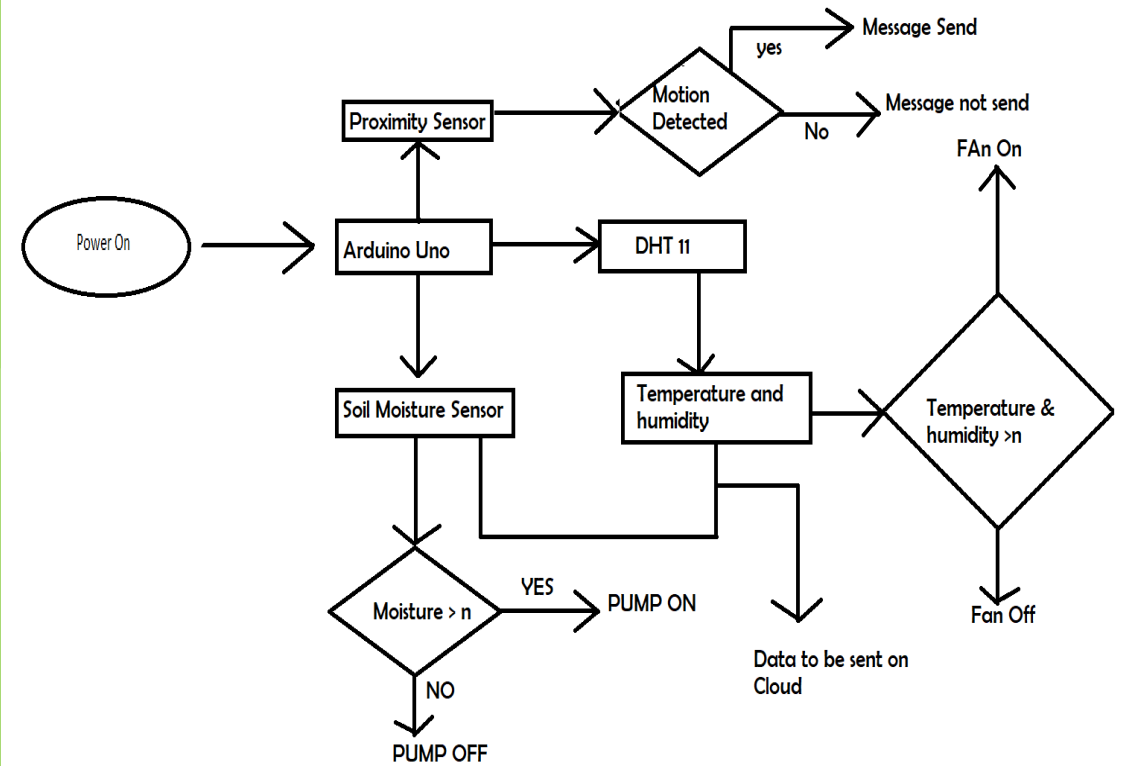 Message Send
yes
Motion
Detected
Message not send
No
Proximity Sensor
FAn On
Power On
Arduino Uno
DHT 11
Soil Moisture Sensor
Temperature and
humidity
Temperature &
humidity >n
YES
PUMP ON
Moisture > n
Fan Off
Data to be sent on
Cloud
NO
PUMP OFF